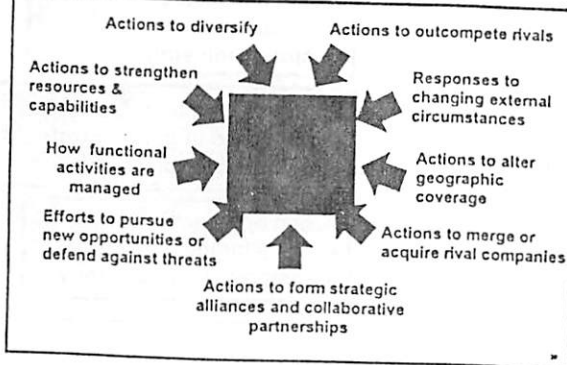 Actions to diversify
Actions to outcompete rivals
Actions to strengthen
resources &
capabilities
Responses to
changing external
circumstances
How functional
activities are
managed
Actions to alter
geographic
coverage
Efforts to pursue
new opportunities or
defend against threats
Actions to merge or
acquire rival companies
Actions to form strategic
alliances and collaborative
partnerships